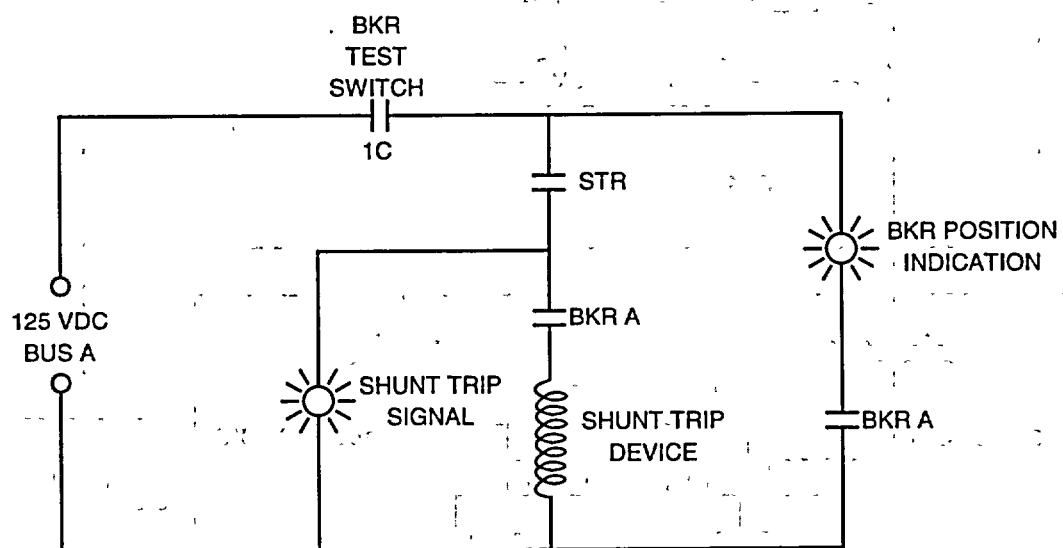 BKR
TEST
SWITCH
1C
STR
BKR POSITION
INDICATION
125 VDC
BUS A
BKR A
SHUNT TRIP
SIGNAL
SHUNT TRIP
DEVICE
BKR A